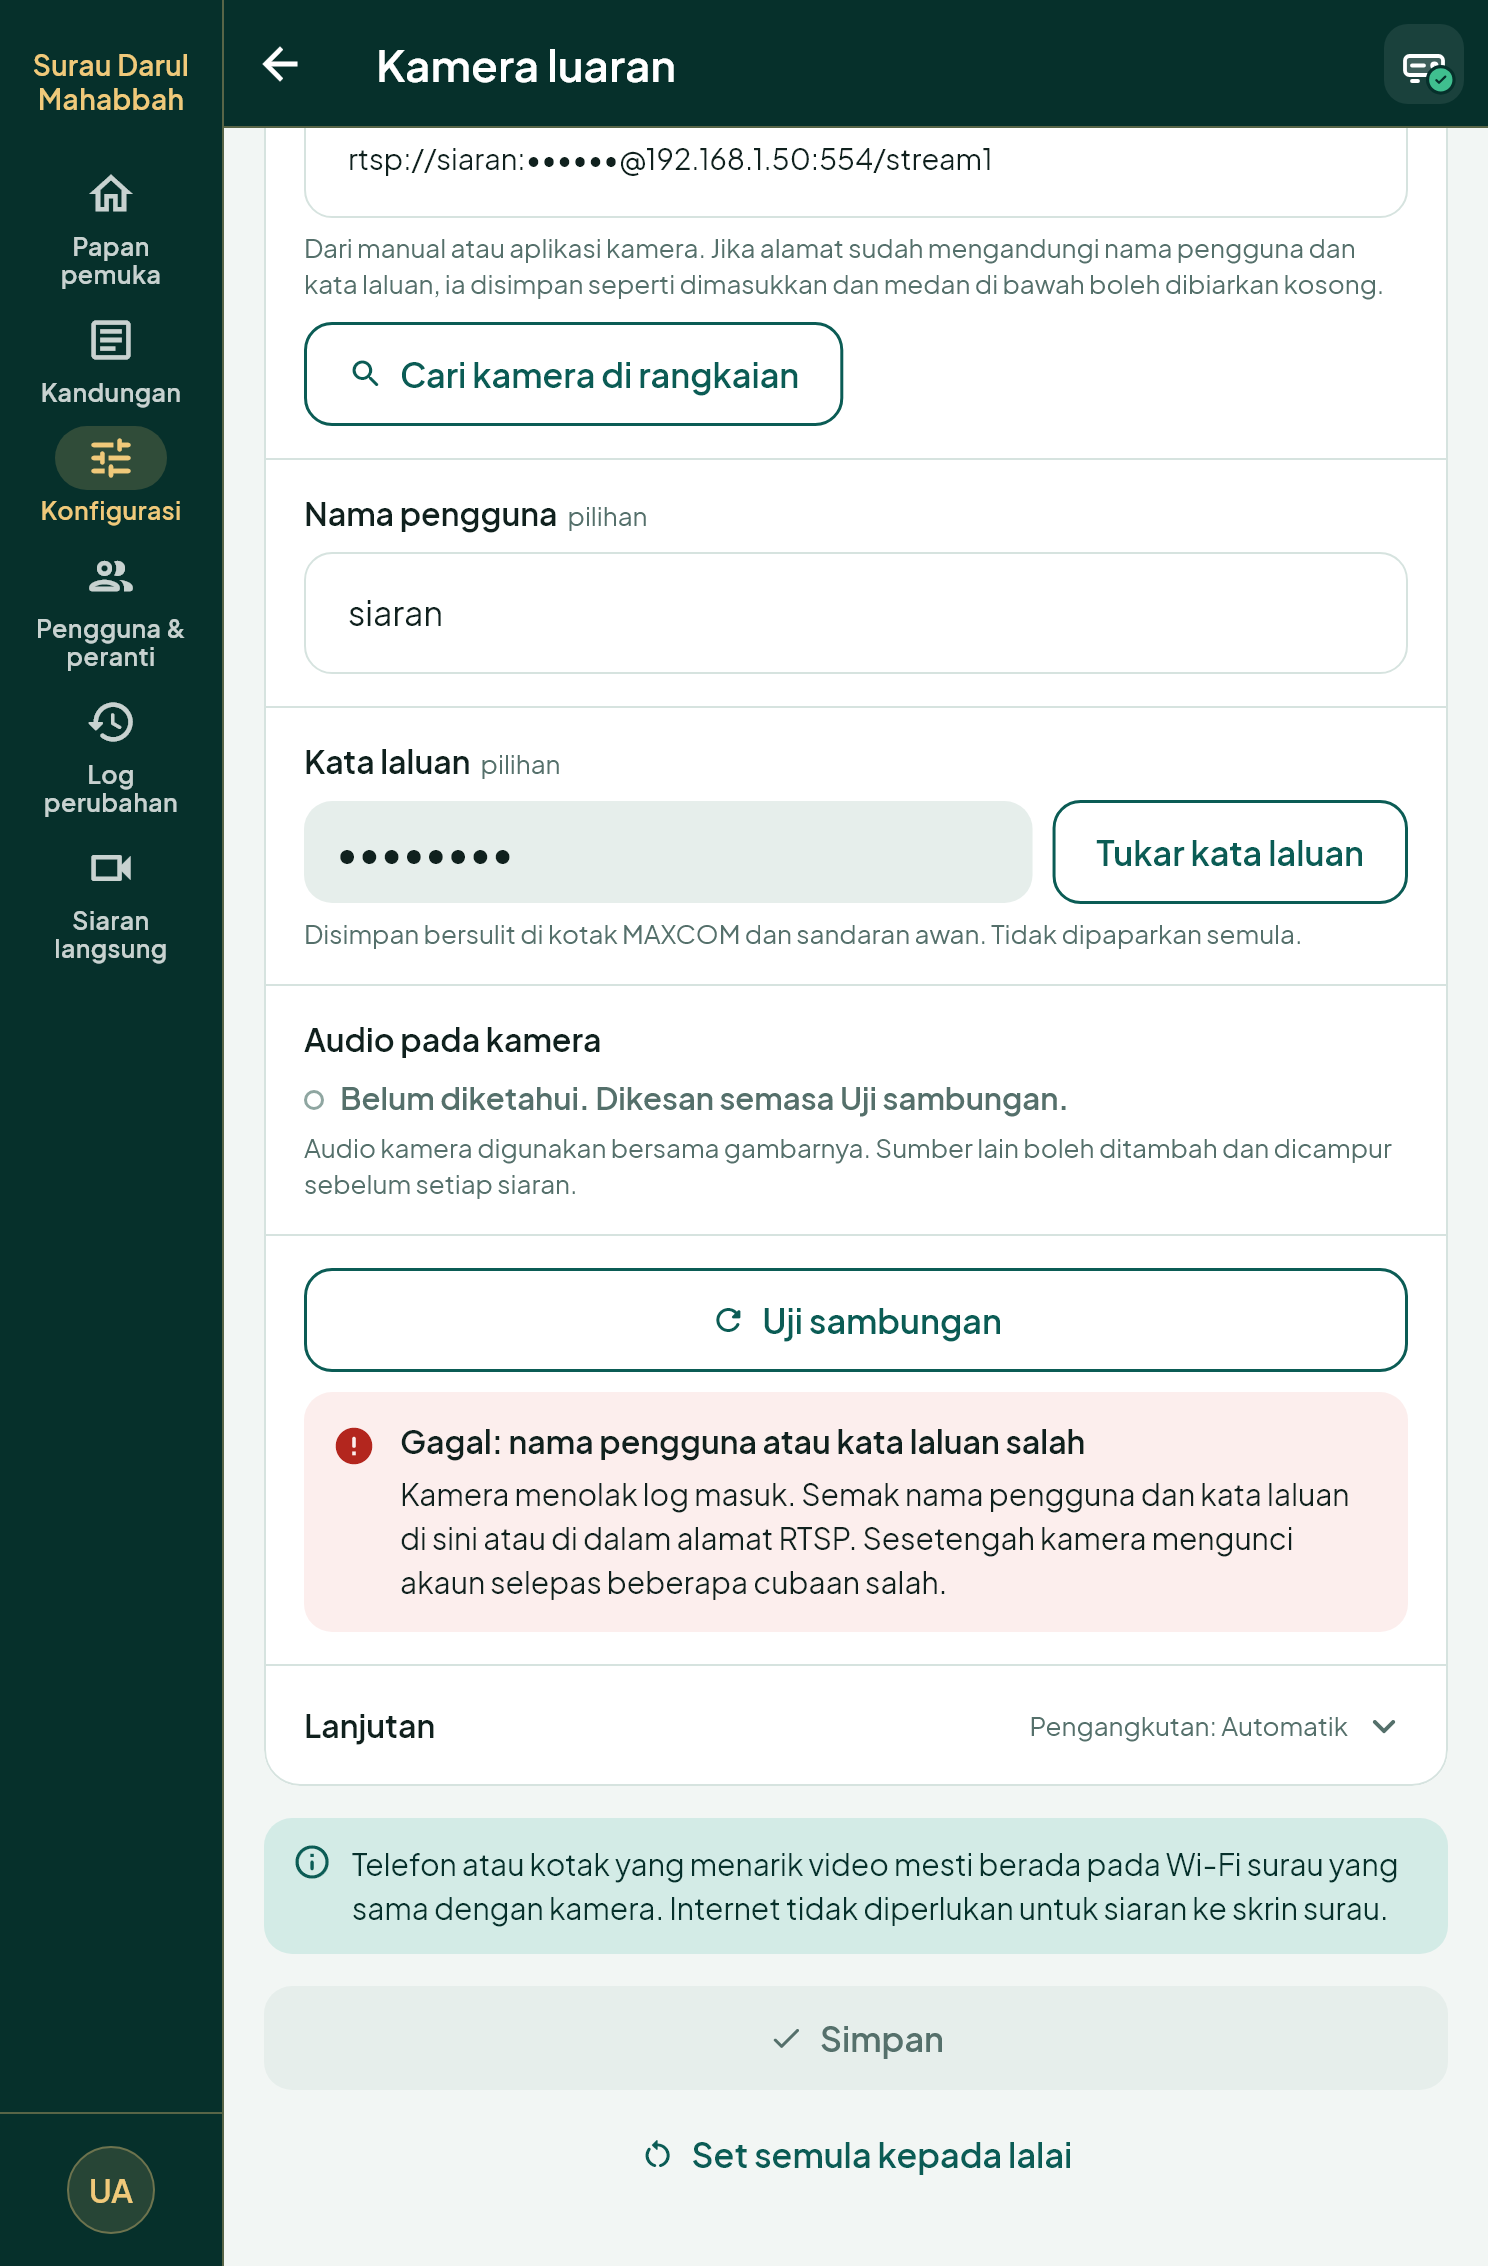 Surau Darul
Mahabbah
Papan
pemuka
Kandungan
Konfigurasi
Pengguna &
peranti
Log
perubahan
Siaran
langsung
UA
Kamera luaran
rtsp://siaran:••••••@192.168.1.50:554/stream1
Dari manual atau aplikasi kamera. Jika alamat sudah mengandungi nama pengguna dan
kata laluan, ia disimpan seperti dimasukkan dan medan di bawah boleh dibiarkan kosong.
Cari kamera di rangkaian
Nama pengguna pilihan
siaran
Kata laluan pilihan
••••••••
Tukar kata laluan
Disimpan bersulit di kotak MAXCOM dan sandaran awan. Tidak dipaparkan semula.
Audio pada kamera
Belum diketahui. Dikesan semasa Uji sambungan.
Audio kamera digunakan bersama gambarnya. Sumber lain boleh ditambah dan dicampur
sebelum setiap siaran.
Uji sambungan
Gagal: nama pengguna atau kata laluan salah
Kamera menolak log masuk. Semak nama pengguna dan kata laluan
di sini atau di dalam alamat RTSP. Sesetengah kamera mengunci
akaun selepas beberapa cubaan salah.
Lanjutan
Pengangkutan: Automatik
Telefon atau kotak yang menarik video mesti berada pada Wi-Fi surau yang
sama dengan kamera. Internet tidak diperlukan untuk siaran ke skrin surau.
Simpan
Set semula kepada lalai